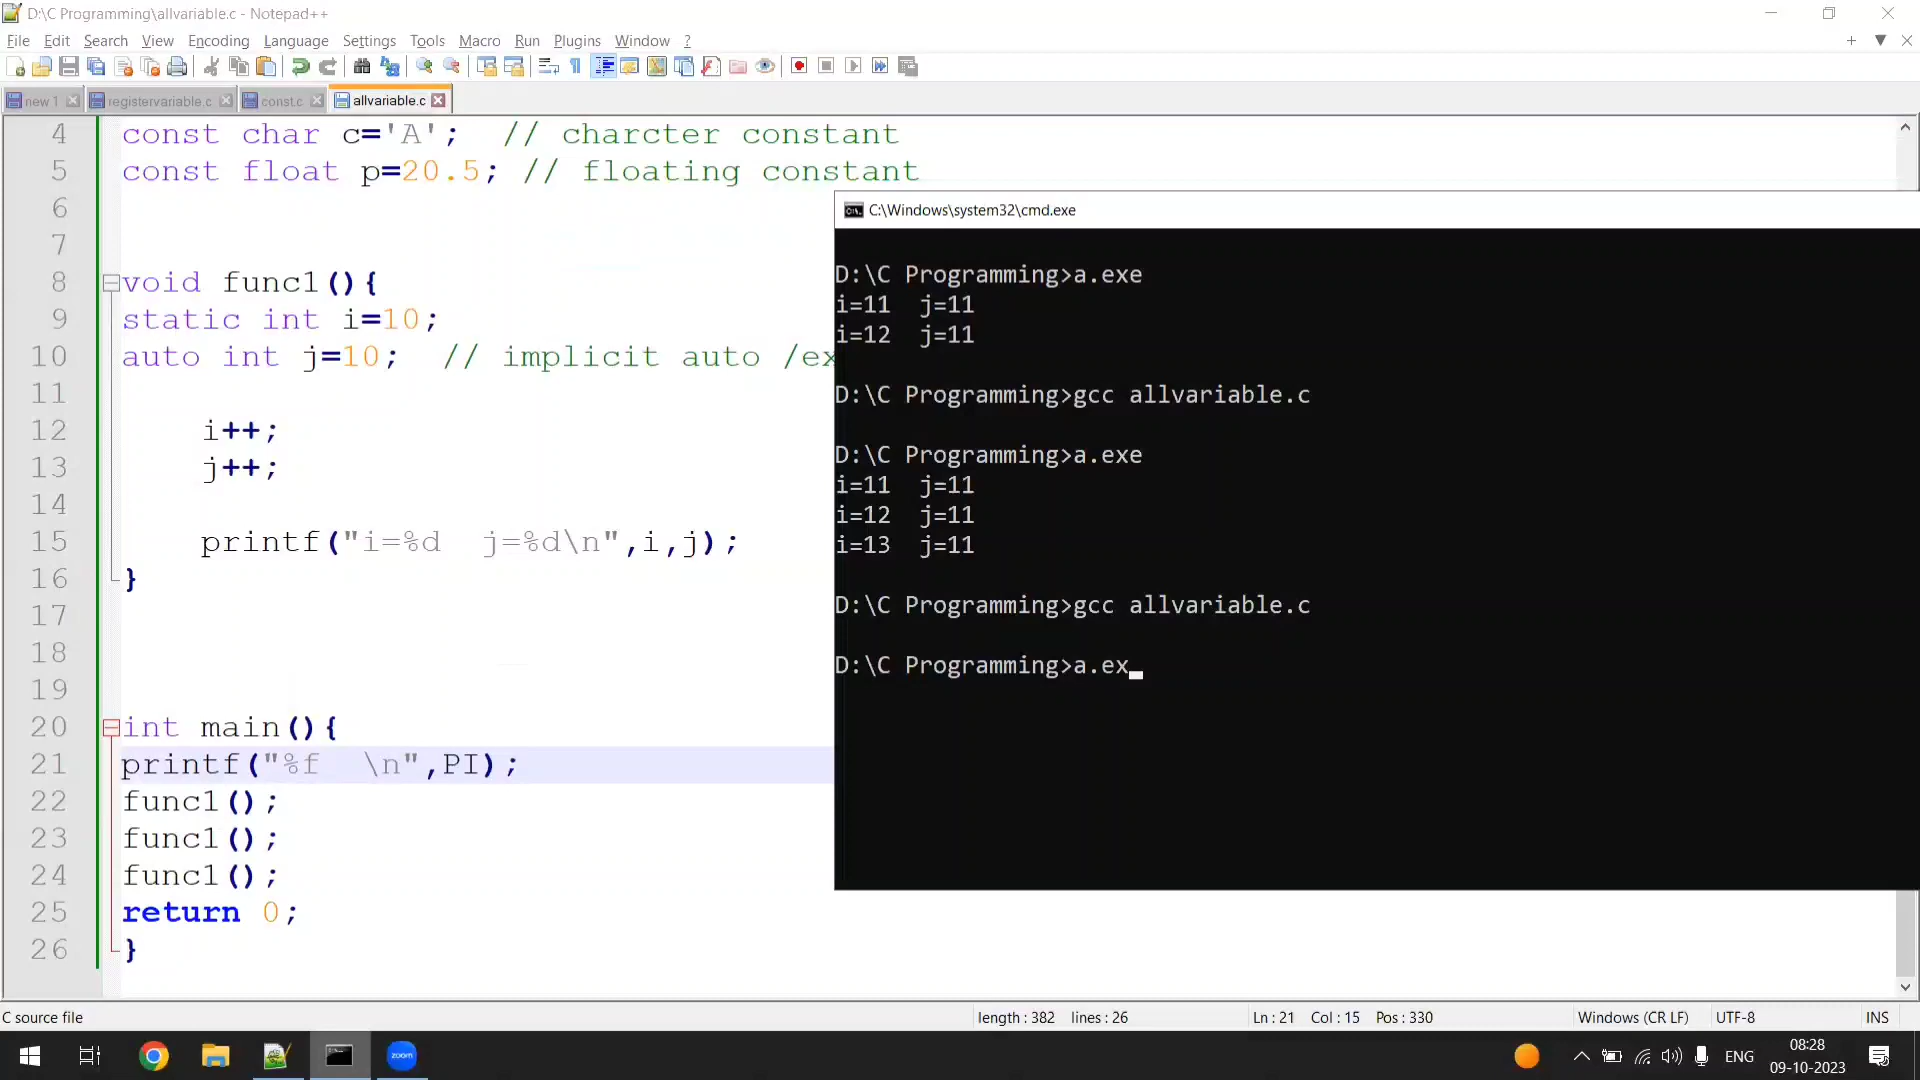 D:\C Programming\allvariable.c - Notepad++
File Edit Search View Encoding Language Settings Tools Macro Run Plugins Window ?
new 1 registervariable.c const.c allvariable.c
4 const char c='A'; // charcter constant
5 const float p=20.5; // floating constant
6
7
8 void func1(){
9 static int i=10;
10 auto int j=10; // implicit auto /ex
11
12 i++;
13 j++;
14
15 printf("i=%d  j=%d\n",i,j);
16 }
17
18
19
20 int main(){
21 printf("%f  \n",PI);
22 func1();
23 func1();
24 func1();
25 return 0;
26 }
C:\Windows\system32\cmd.exe
D:\C Programming>a.exe
i=11  j=11
i=12  j=11
D:\C Programming>gcc allvariable.c
D:\C Programming>a.exe
i=11  j=11
i=12  j=11
i=13  j=11
D:\C Programming>gcc allvariable.c
D:\C Programming>a.ex
C source file length : 382 lines : 26 Ln : 21 Col : 15 Pos : 330 Windows (CR LF) UTF-8 INS
zoom ENG 08:28
09-10-2023